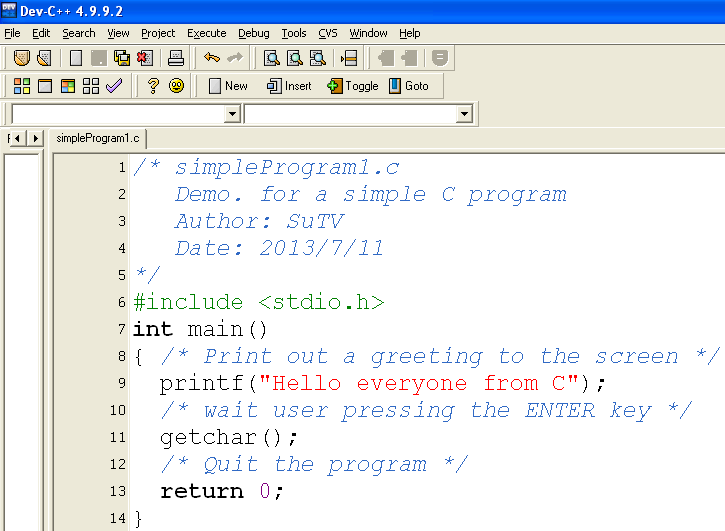 Dev-C++ 4.9.9.2
File Edit Search View Project Execute Debug Tools CVS Window Help
New Insert Toggle Goto
simpleProgram1.c
1 /* simpleProgram1.c
2 Demo. for a simple C program
3 Author: SuTV
4 Date: 2013/7/11
5 */
6 #include <stdio.h>
7 int main()
8 { /* Print out a greeting to the screen */
9 printf("Hello everyone from C");
10 /* wait user pressing the ENTER key */
11 getchar();
12 /* Quit the program */
13 return 0;
14 }